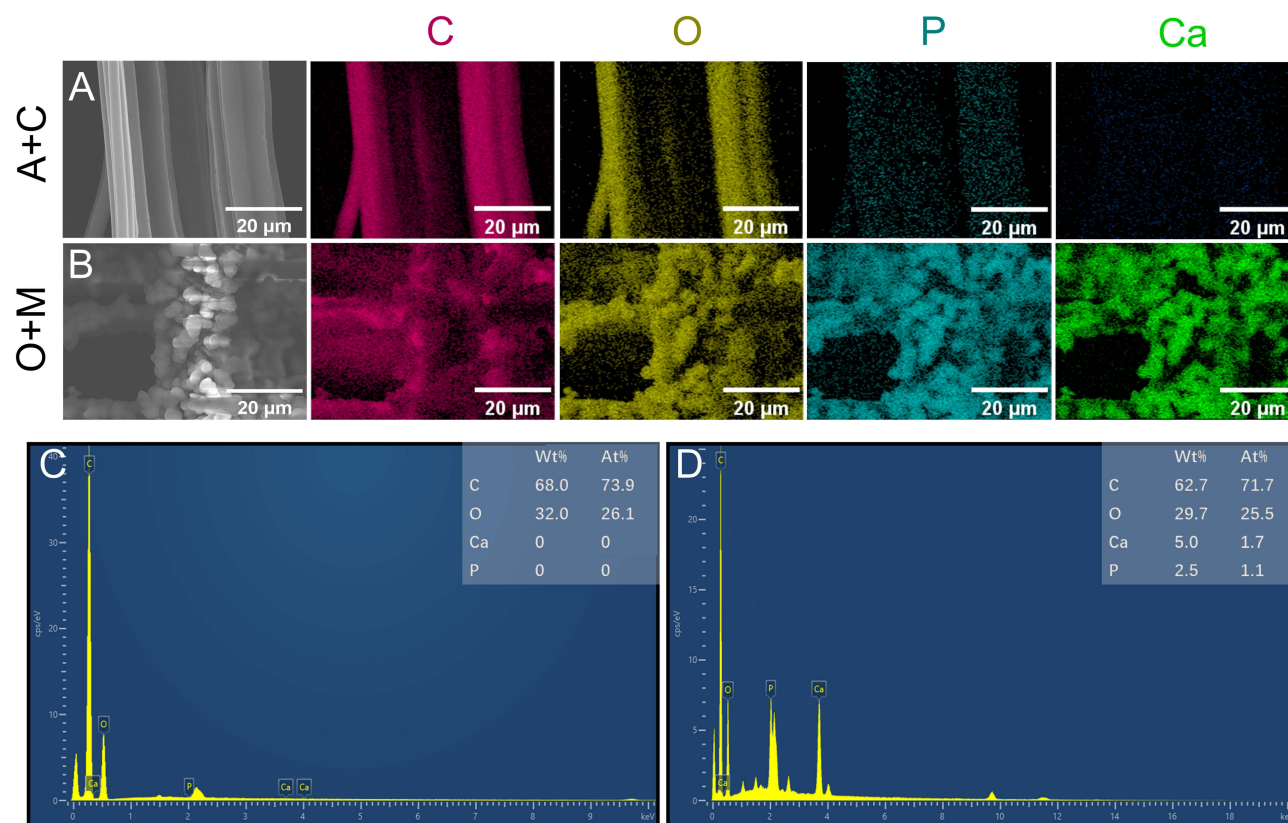 C O P Ca
A+C
A
20 µm 20 µm 20 µm 20 µm 20 µm
O+M
B
20 µm 20 µm 20 µm 20 µm 20 µm
C
Wt% At%
C 68.0 73.9
O 32.0 26.1
Ca 0 0
P 0 0
cps/eV
40
30
20
10
0
C
O
Ca
P
Ca
Ca
0 1 2 3 4 5 6 7 8 9 keV
D
Wt% At%
C 62.7 71.7
O 29.7 25.5
Ca 5.0 1.7
P 2.5 1.1
cps/eV
20
15
10
5
0
C
O
P
Ca
Ca
0 2 4 6 8 10 12 14 16 18